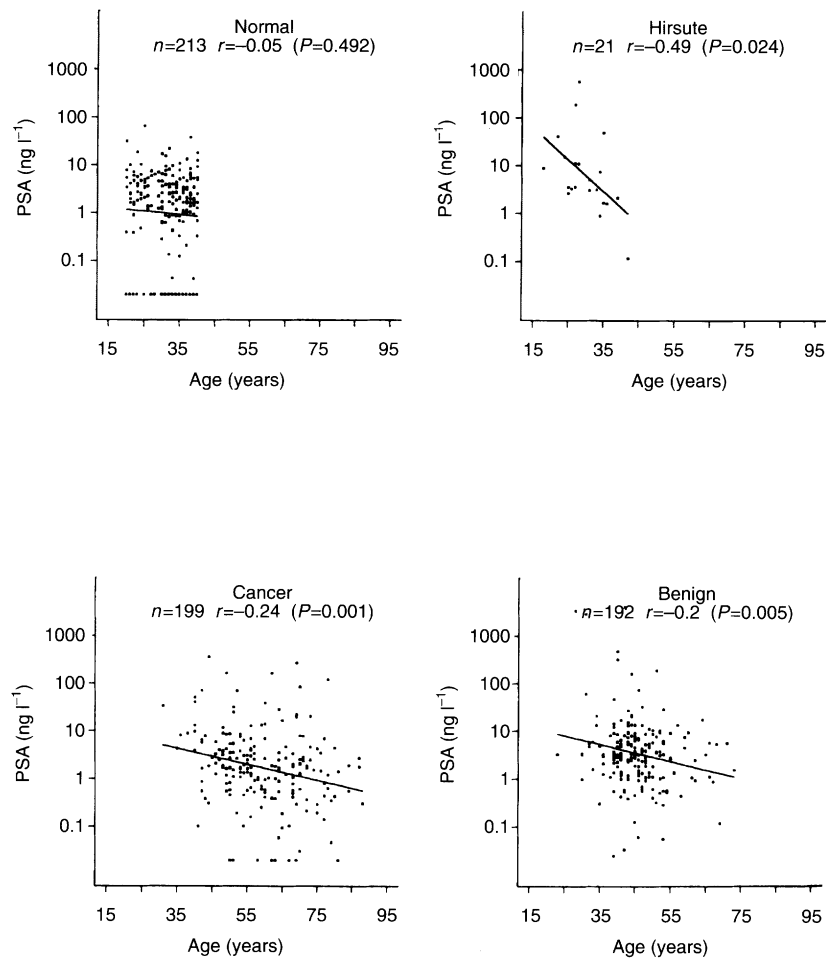 Normal
n=213 r=–0.05 (P=0.492)
1000
100
10
1
0.1
PSA (ng l⁻¹)
15 35 55 75 95
Age (years)
Hirsute
n=21 r=–0.49 (P=0.024)
1000
100
10
1
0.1
PSA (ng l⁻¹)
15 35 55 75 95
Age (years)
Cancer
n=199 r=–0.24 (P=0.001)
1000
100
10
1
0.1
PSA (ng l⁻¹)
15 35 55 75 95
Age (years)
Benign
n=192 r=–0.2 (P=0.005)
1000
100
10
1
0.1
PSA (ng l⁻¹)
15 35 55 75 95
Age (years)